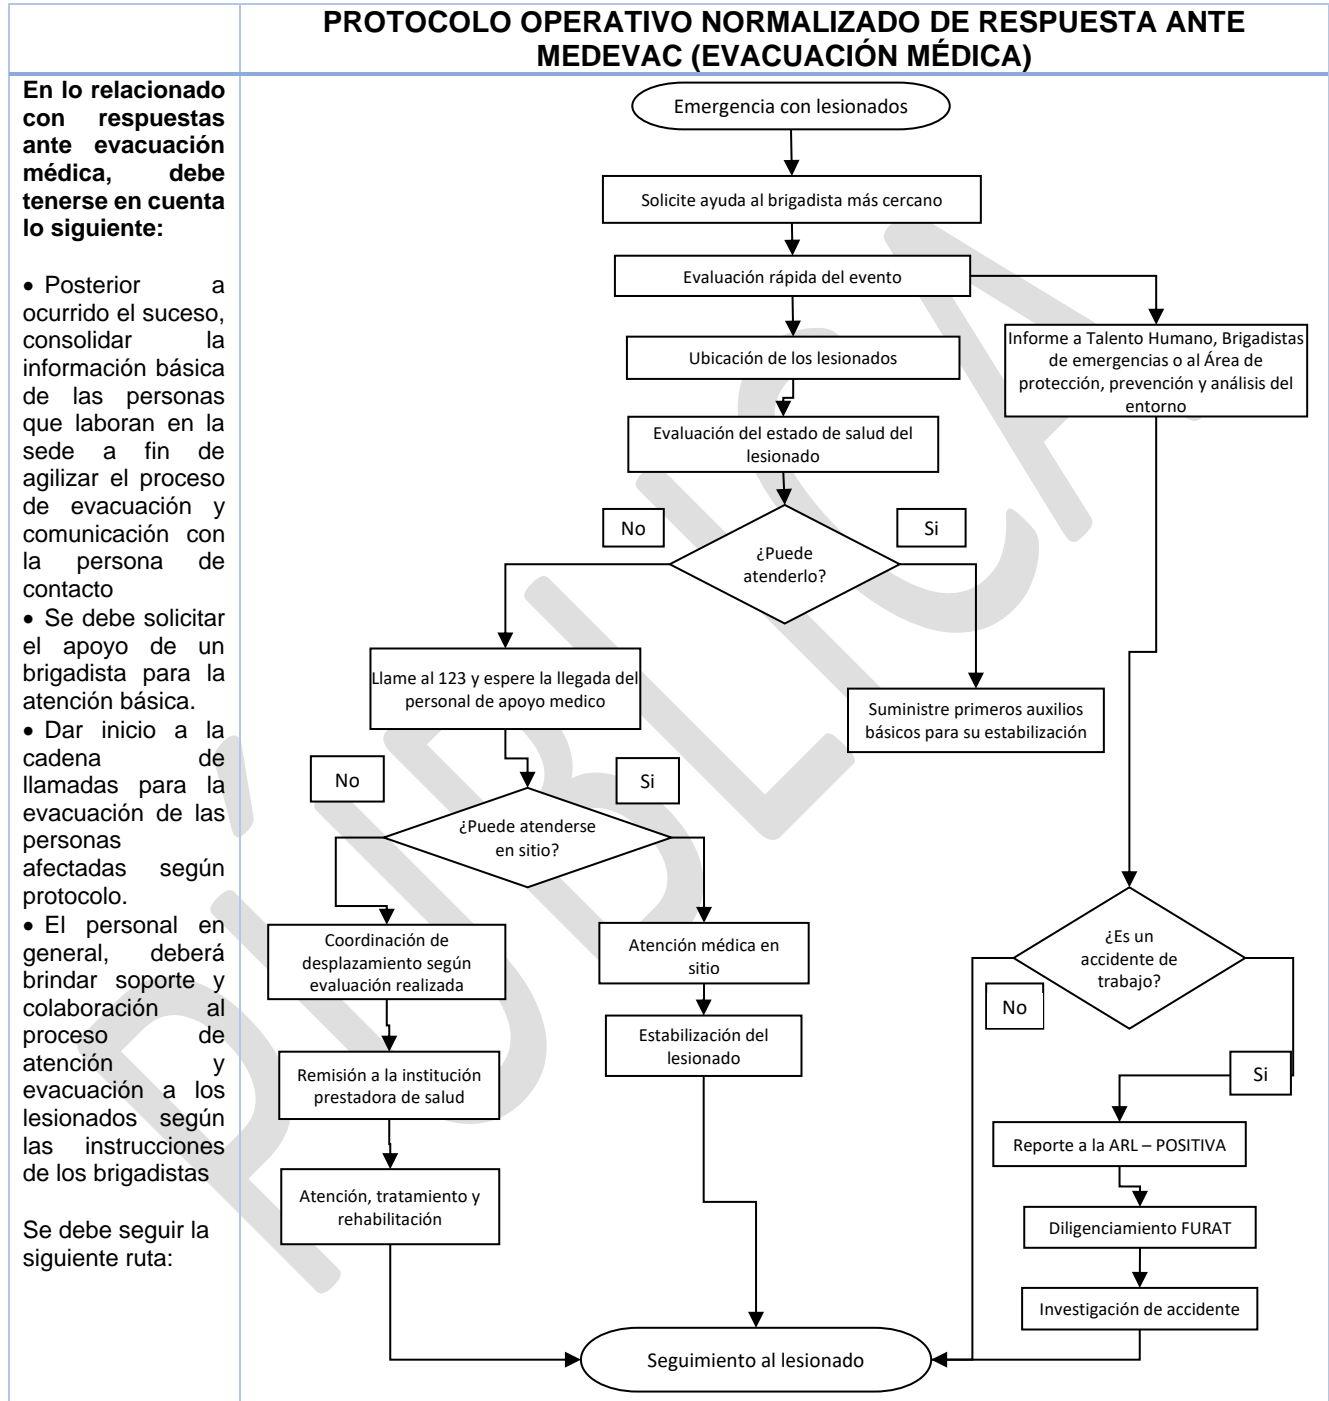 PROTOCOLO OPERATIVO NORMALIZADO DE RESPUESTA ANTE
MEDEVAC (EVACUACIÓN MÉDICA)
En lo relacionado
con respuestas
ante evacuación
médica, debe
tenerse en cuenta
lo siguiente:
• Posterior a
ocurrido el suceso,
consolidar la
información básica
de las personas
que laboran en la
sede a fin de
agilizar el proceso
de evacuación y
comunicación con
la persona de
contacto
• Se debe solicitar
el apoyo de un
brigadista para la
atención básica.
• Dar inicio a la
cadena de
llamadas para la
evacuación de las
personas
afectadas según
protocolo.
• El personal en
general, deberá
brindar soporte y
colaboración al
proceso de
atención y
evacuación a los
lesionados según
las instrucciones
de los brigadistas
Se debe seguir la
siguiente ruta:
Emergencia con lesionados
Solicite ayuda al brigadista más cercano
Evaluación rápida del evento
Informe a Talento Humano, Brigadistas
de emergencias o al Área de
protección, prevención y análisis del
entorno
Ubicación de los lesionados
Evaluación del estado de salud del
lesionado
No
Si
¿Puede
atenderlo?
Llame al 123 y espere la llegada del
personal de apoyo medico
Suministre primeros auxilios
básicos para su estabilización
No
Si
¿Puede atenderse
en sitio?
Coordinación de
desplazamiento según
evaluación realizada
Atención médica en
sitio
¿Es un
accidente de
trabajo?
No
Si
Estabilización del
lesionado
Remisión a la institución
prestadora de salud
Reporte a la ARL – POSITIVA
Atención, tratamiento y
rehabilitación
Diligenciamiento FURAT
Investigación de accidente
Seguimiento al lesionado
PÚBLICA